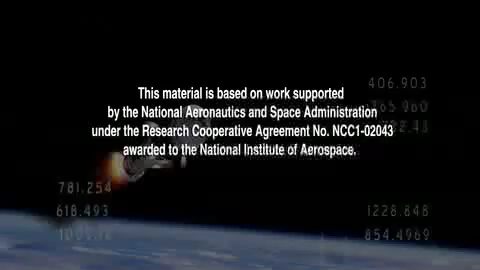 This material is based on work supported
by the National Aeronautics and Space Administration
under the Research Cooperative Agreement No. NCC1-02043
awarded to the National Institute of Aerospace.
406.903
781.254
618.493
1228.848
854.4969